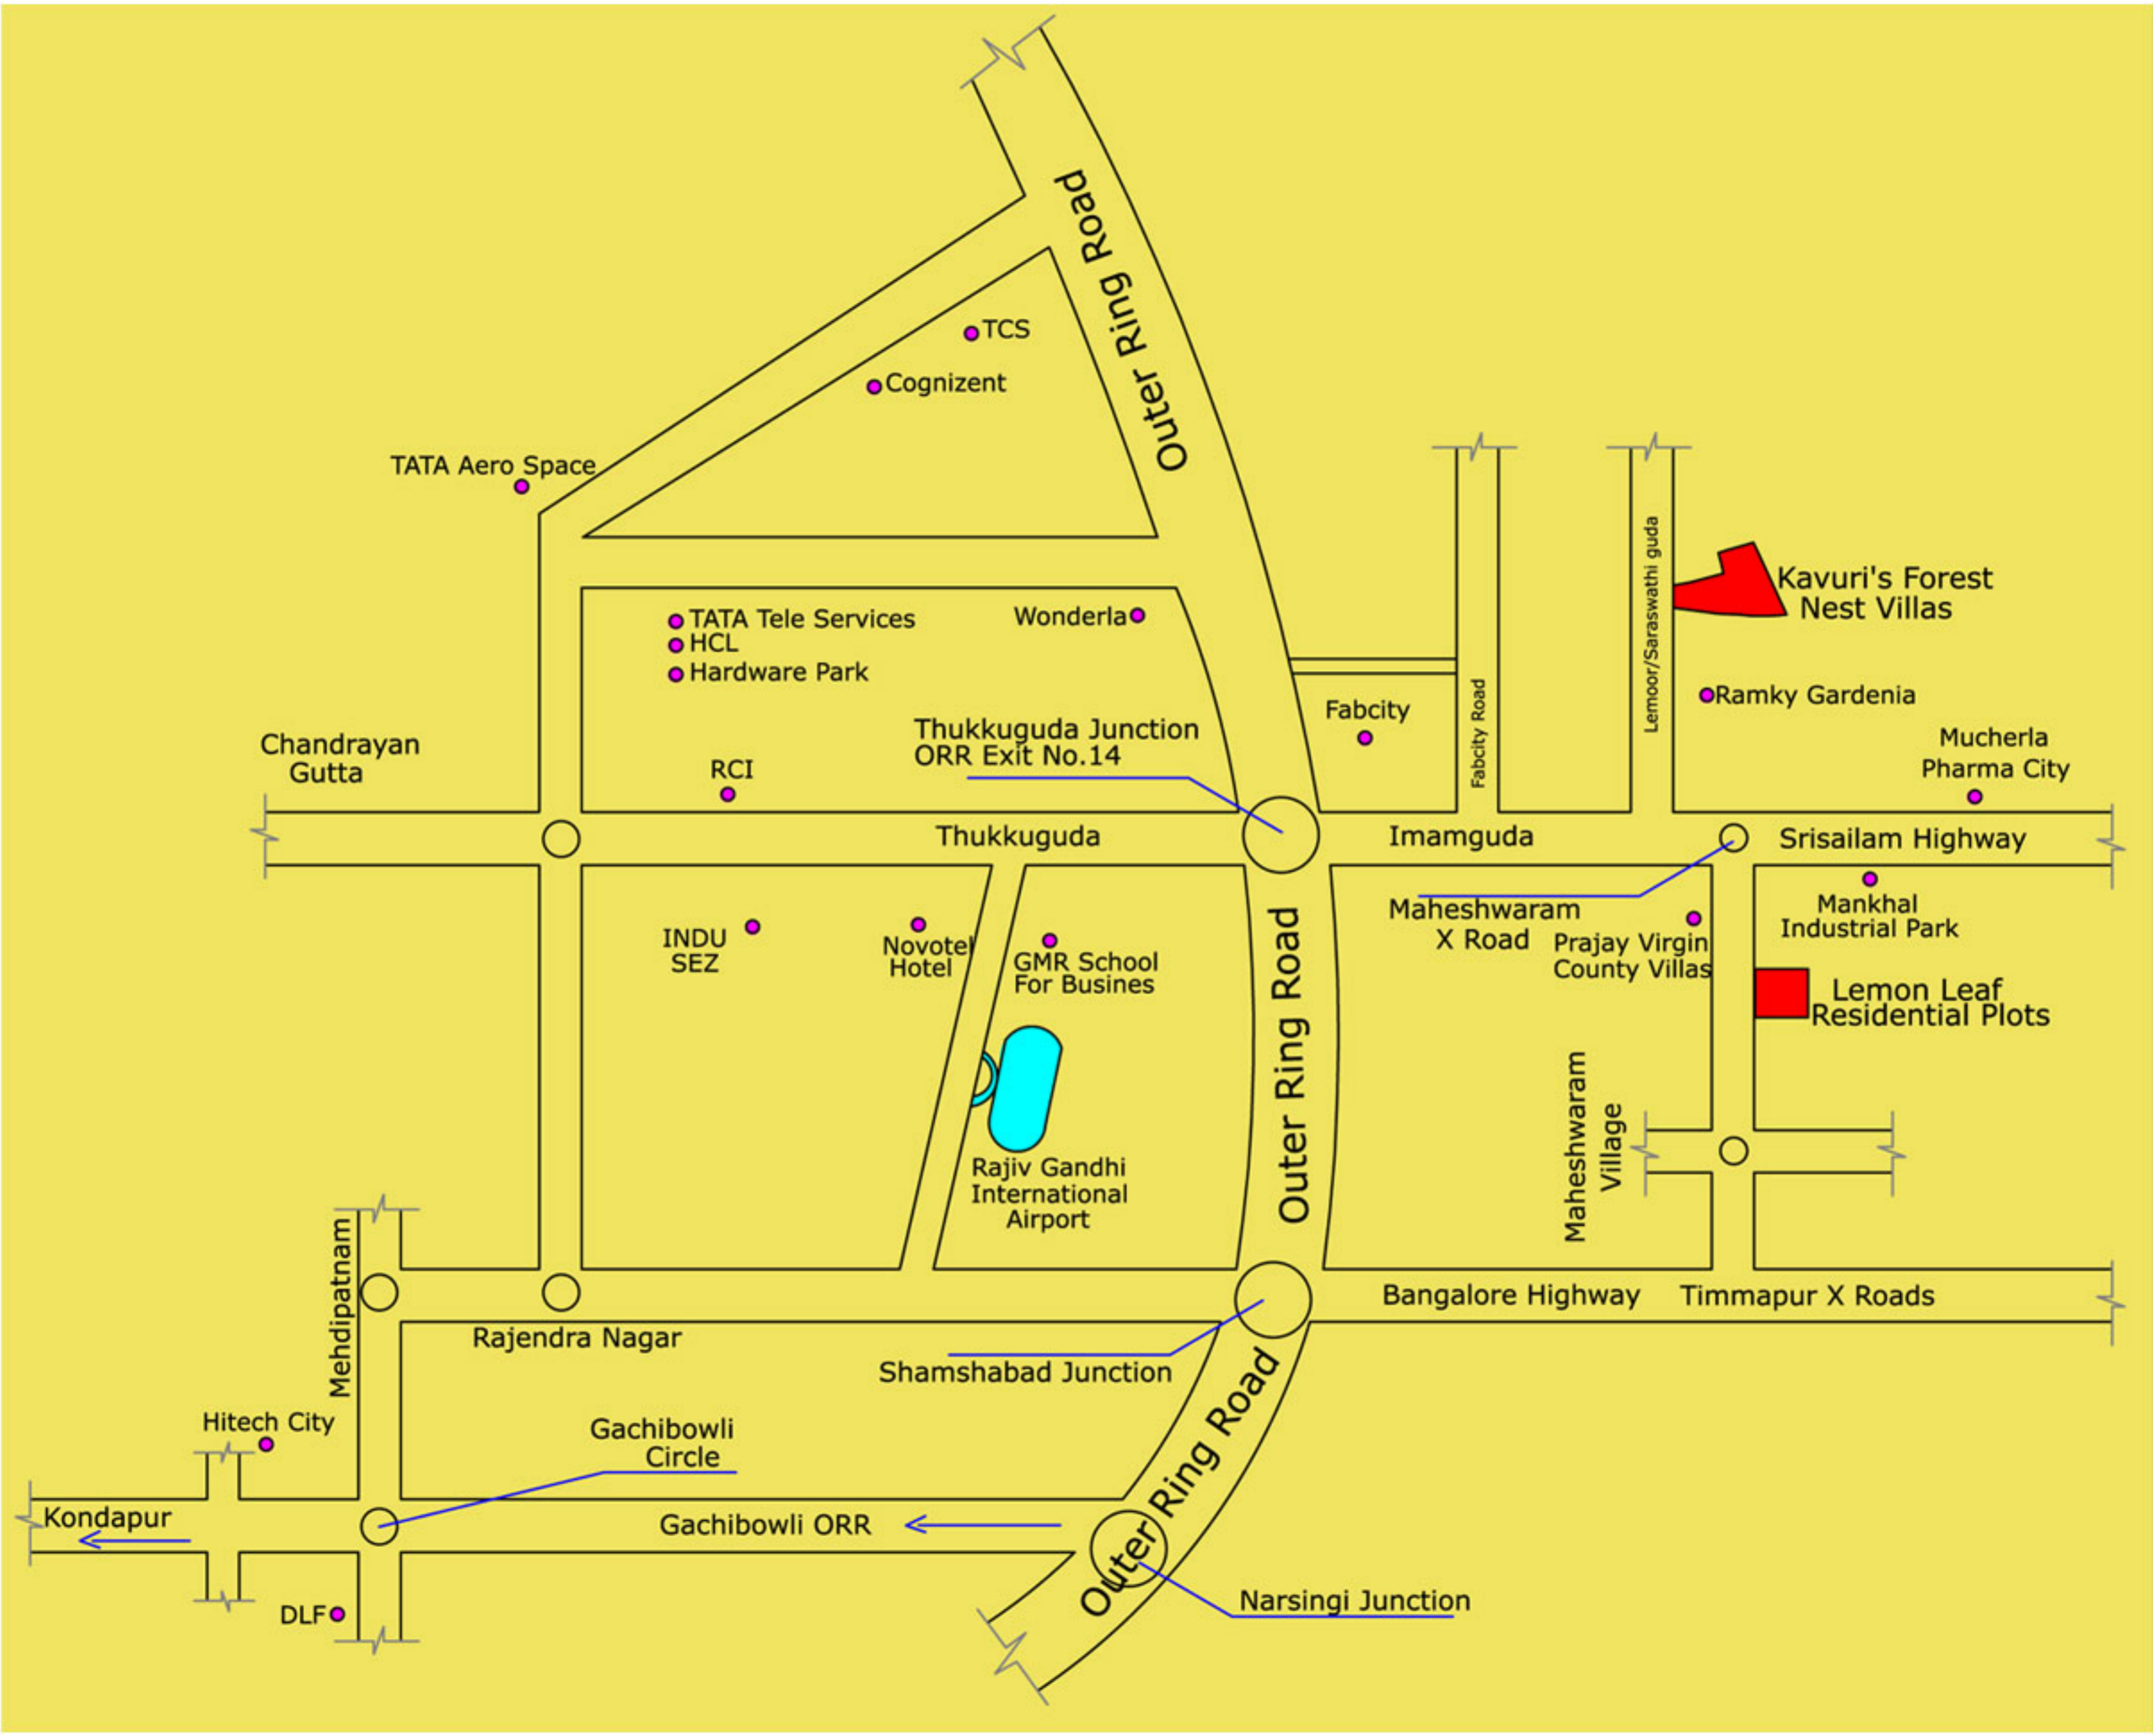 Outer Ring Road
TCS
Cognizent
TATA Aero Space
Lemoor/Saraswathi guda
Kavuri's Forest
Nest Villas
TATA Tele Services
HCL
Hardware Park
Wonderla
Ramky Gardenia
Fabcity
Fabcity Road
Thukkuguda Junction
ORR Exit No.14
Chandrayan
Gutta
RCI
Mucherla
Pharma City
Thukkuguda
Imamguda
Srisailam Highway
INDU
SEZ
Novotel
Hotel
GMR School
For Busines
Outer Ring Road
Maheshwaram
X Road
Prajay Virgin
County Villas
Mankhal
Industrial Park
Lemon Leaf
Residential Plots
Rajiv Gandhi
International
Airport
Maheshwaram
Village
Mehdipatnam
Bangalore Highway
Timmapur X Roads
Rajendra Nagar
Shamshabad Junction
Outer Ring Road
Hitech City
Gachibowli
Circle
Kondapur
Gachibowli ORR
DLF
Narsingi Junction